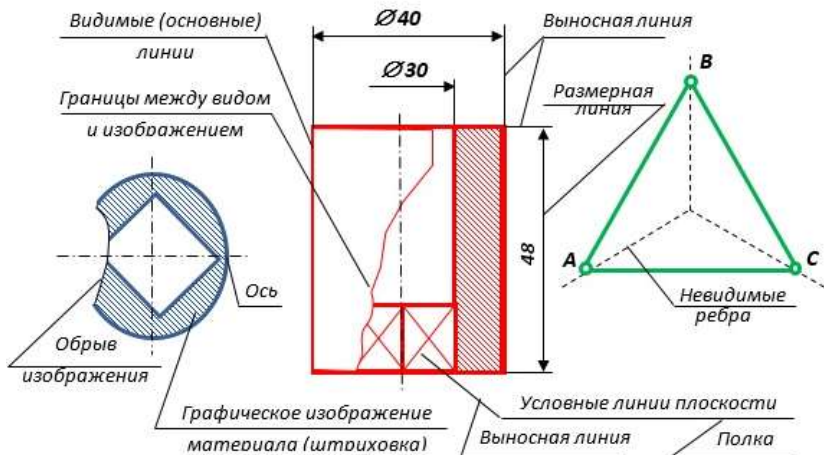 Видимые (основные)
линии
Ø40
Выносная линия
Ø30
Границы между видом
и изображением
Размерная
линия
B
48
A
C
Ось
Невидимые
ребра
Обрыв
изображения
Условные линии плоскости
Графическое изображение
материала (штриховка)
Выносная линия
Полка